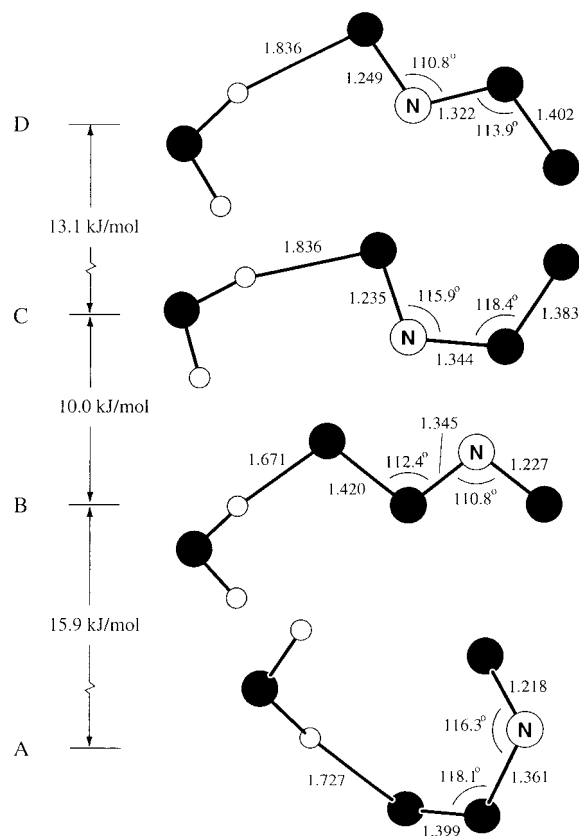 1.836
110.8°
1.249
N
1.322
1.402
113.9°
D
13.1 kJ/mol
1.836
115.9°
118.4°
1.235
N
1.383
1.344
C
10.0 kJ/mol
1.345
N
1.671
112.4°
1.227
1.420
110.8°
B
15.9 kJ/mol
1.218
116.3°
N
A
1.727
118.1°
1.361
1.399